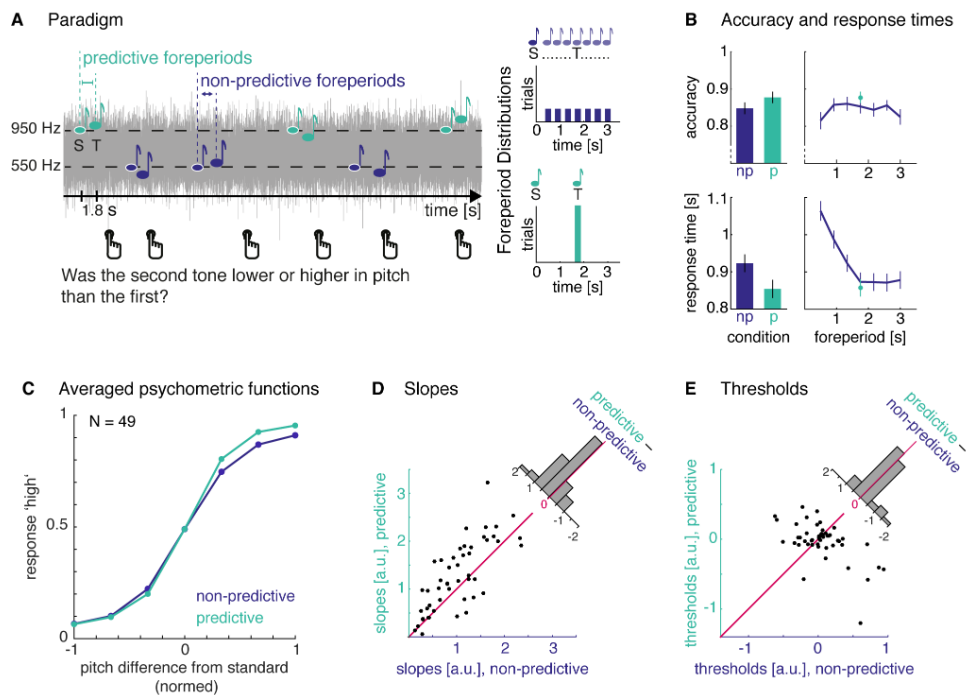 A Paradigm
predictive foreperiods
non-predictive foreperiods
950 Hz
S T
550 Hz
1.8 s
time [s]
Was the second tone lower or higher in pitch
than the first?
Foreperiod Distributions
S T
trials
0 1 2 3
time [s]
S T
trials
0 1 2 3
time [s]
B Accuracy and response times
accuracy
1
0.9
0.8
np p
response time [s]
1.1
1
0.9
0.8
np p
condition
1 2 3
foreperiod [s]
C Averaged psychometric functions
N = 49
response 'high'
1
0.5
0
non-predictive
predictive
-1 0 1
pitch difference from standard
(normed)
D Slopes
predictive –
non-predictive
2
1
0
-1
-2
slopes [a.u.], predictive
3
2
1
1 2 3
slopes [a.u.], non-predictive
E Thresholds
predictive –
non-predictive
2
1
0
-1
-2
thresholds [a.u.], predictive
1
0
-1
-1 0 1
thresholds [a.u.], non-predictive